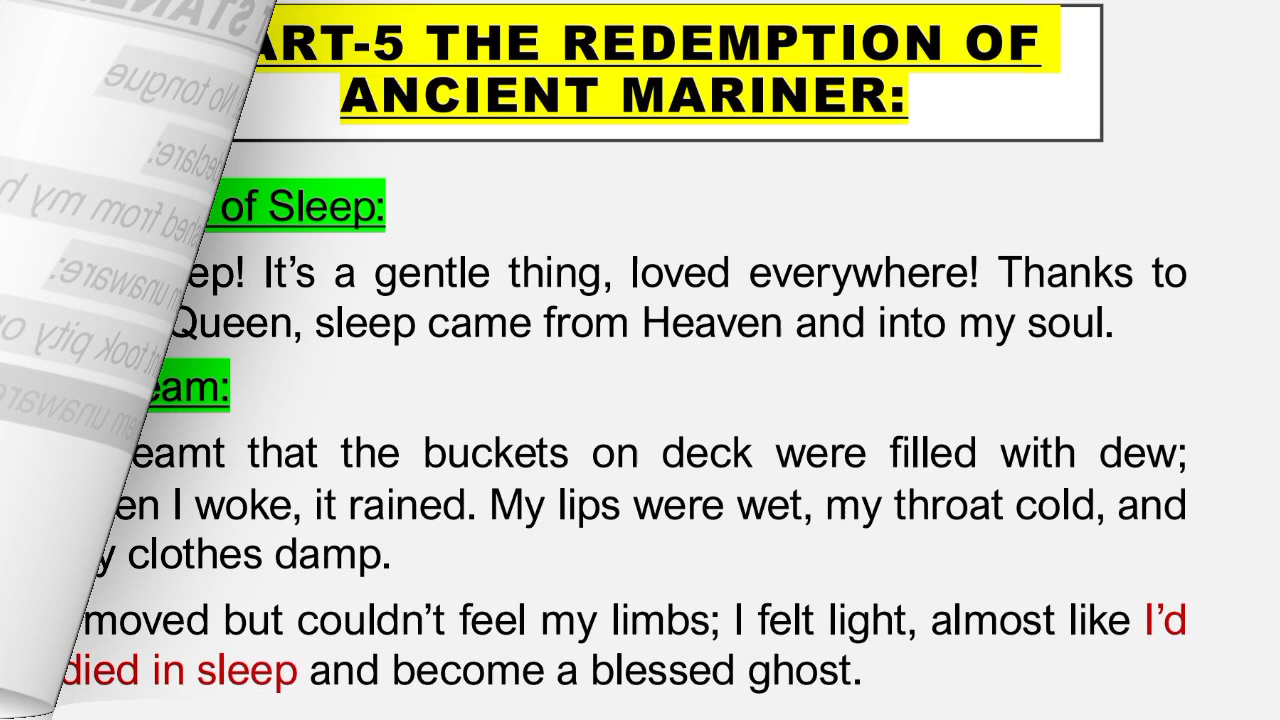 ART-5 THE REDEMPTION OF
ANCIENT MARINER:
of Sleep:
ep! It’s a gentle thing, loved everywhere! Thanks to
Queen, sleep came from Heaven and into my soul.
eam:
eamt that the buckets on deck were filled with dew;
en I woke, it rained. My lips were wet, my throat cold, and
y clothes damp.
moved but couldn’t feel my limbs; I felt light, almost like I’d
died in sleep and become a blessed ghost.
No tongue
declare:
from my h
unaware:
took pity on
unaware